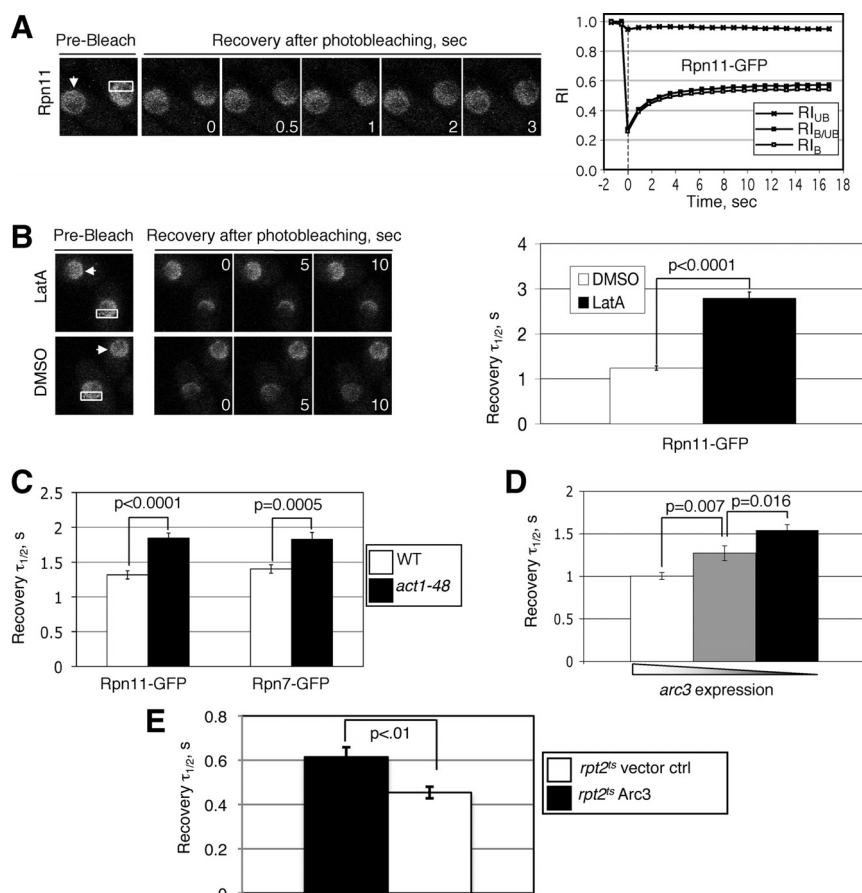 A
Pre-Bleach
Recovery after photobleaching, sec
Rpn11
0
0.5
1
2
3
RI
1.0
0.8
0.6
0.4
0.2
0
Rpn11-GFP
RI_UB
RI_B/UB
RI_B
-2 0 2 4 6 8 10 12 14 16 18
Time, sec
B
Pre-Bleach
Recovery after photobleaching, sec
LatA
0
5
10
DMSO
0
5
10
Recovery τ1/2, s
4
3
2
1
0
DMSO
LatA
p<0.0001
Rpn11-GFP
C
Recovery τ1/2, s
2.5
2
1.5
1
0.5
0
p<0.0001
p=0.0005
WT
act1-48
Rpn11-GFP
Rpn7-GFP
D
Recovery τ1/2, s
2
1.5
1
0.5
0
p=0.007
p=0.016
arc3 expression
E
Recovery τ1/2, s
0.8
0.6
0.4
0.2
0
p<.01
rpt2ts vector ctrl
rpt2ts Arc3